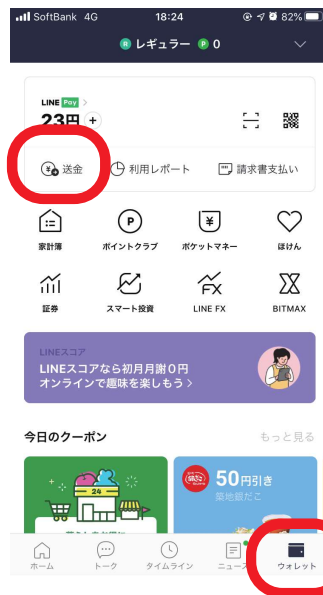 SoftBank 4G 18:24 82%
R レギュラー P 0
LINE Pay >
23円 +
送金 利用レポート 請求書支払い
家計簿 ポイントクラブ ポケットマネー ほけん
証券 スマート投資 LINE FX BITMAX
LINEスコア
LINEスコアなら初月月謝0円
オンラインで趣味を楽しもう >
今日のクーポン もっと見る
24
50円引き
築地銀だこ
ホーム トーク タイムライン ニュース ウォレット